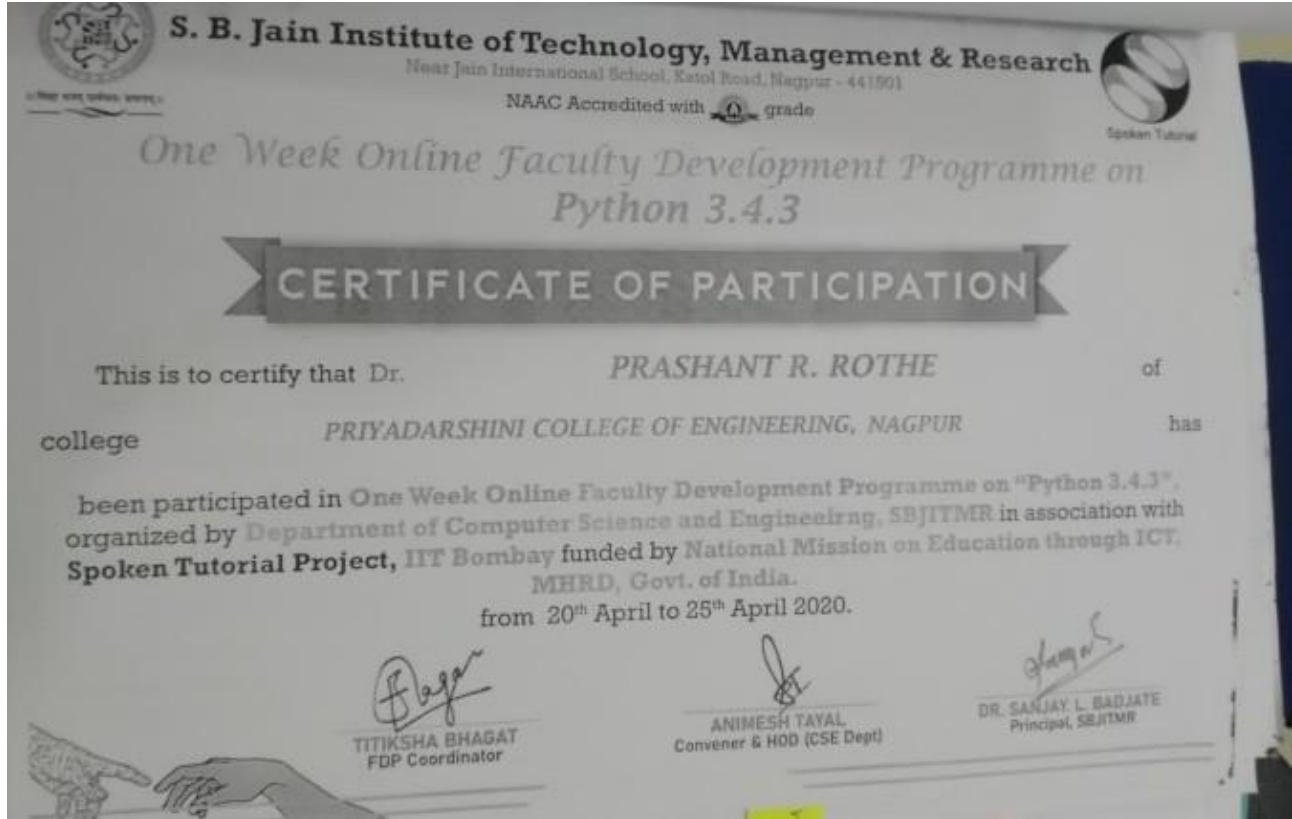 S. B. Jain Institute of Technology, Management & Research
Near Jain International School, Katol Road, Nagpur - 441501
NAAC Accredited with A grade
Spoken Tutorial
One Week Online Faculty Development Programme on
Python 3.4.3
CERTIFICATE OF PARTICIPATION
This is to certify that Dr. PRASHANT R. ROTHE of
college PRIYADARSHINI COLLEGE OF ENGINEERING, NAGPUR has
been participated in One Week Online Faculty Development Programme on "Python 3.4.3",
organized by Department of Computer Science and Engineeirng, SBJITMR in association with
Spoken Tutorial Project, IIT Bombay funded by National Mission on Education through ICT,
MHRD, Govt. of India.
from 20th April to 25th April 2020.
TITIKSHA BHAGAT
FDP Coordinator
ANIMESH TAYAL
Convener & HOD (CSE Dept)
DR. SANJAY. L. BADJATE
Principal, SBJITMR